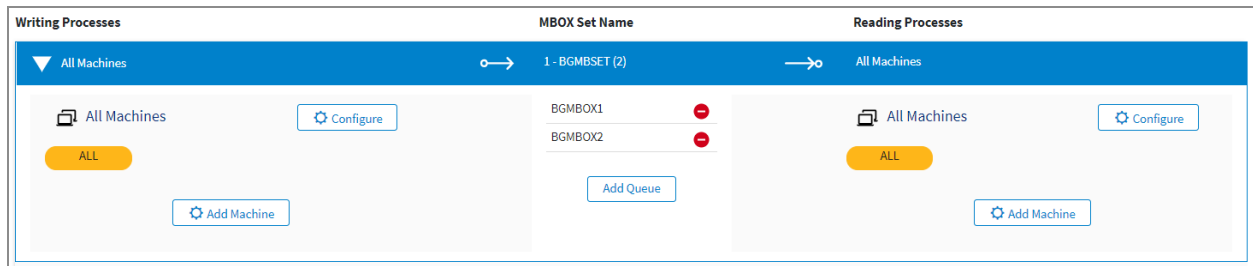 Writing Processes MBOX Set Name Reading Processes
All Machines 1 - BGMBSET (2) All Machines
All Machines Configure BGMBOX1 All Machines Configure
BGMBOX2
ALL ALL
Add Queue
Add Machine Add Machine